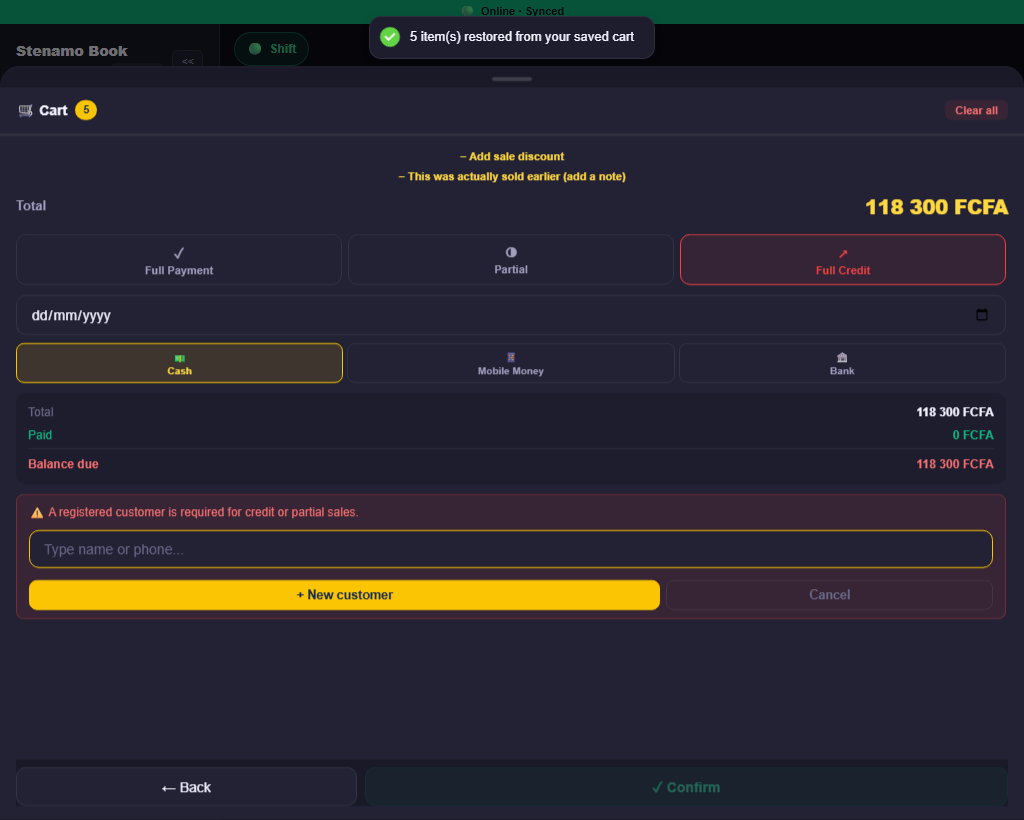 Online · Synced
5 item(s) restored from your saved cart
Stenamo Book
<<
Shift
Cart 5
Clear all
– Add sale discount
– This was actually sold earlier (add a note)
Total
118 300 FCFA
✓
Full Payment
◑
Partial
↗
Full Credit
dd/mm/yyyy
Cash
Mobile Money
Bank
Total 118 300 FCFA
Paid 0 FCFA
Balance due 118 300 FCFA
⚠ A registered customer is required for credit or partial sales.
Type name or phone...
+ New customer
Cancel
← Back
✓ Confirm